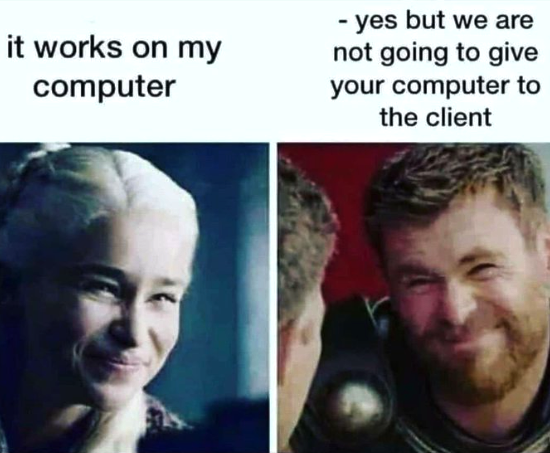 it works on my
computer
- yes but we are
not going to give
your computer to
the client